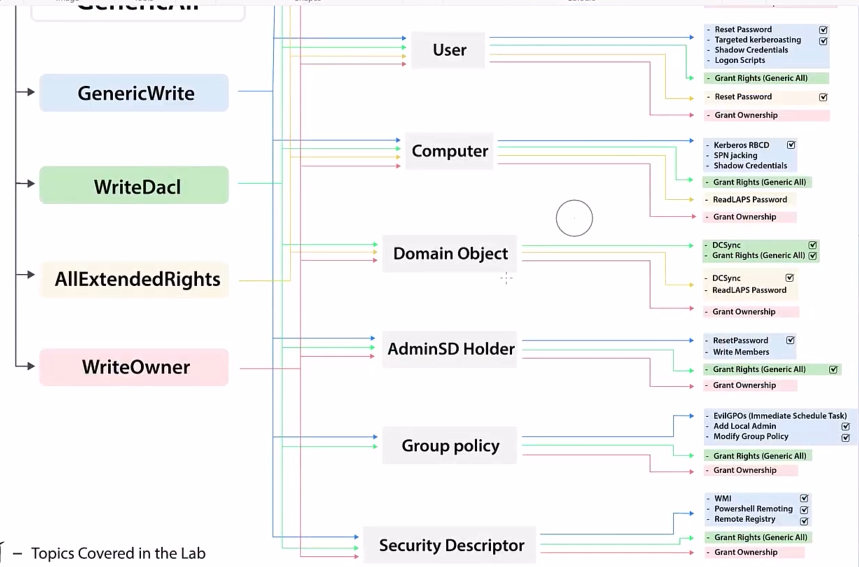 GenericAll
GenericWrite
WriteDacl
AllExtendedRights
WriteOwner
User
- Reset Password
- Targeted kerberoasting
- Shadow Credentials
- Logon Scripts
- Grant Rights (Generic All)
- Reset Password
- Grant Ownership
Computer
- Kerberos RBCD
- SPN jacking
- Shadow Credentials
- Grant Rights (Generic All)
- ReadLAPS Password
- Grant Ownership
Domain Object
- DCSync
- Grant Rights (Generic All)
- DCSync
- ReadLAPS Password
- Grant Ownership
AdminSD Holder
- ResetPassword
- Write Members
- Grant Rights (Generic All)
- Grant Ownership
Group policy
- EvilGPOs (Immediate Schedule Task)
- Add Local Admin
- Modify Group Policy
- Grant Rights (Generic All)
- Grant Ownership
Security Descriptor
- WMI
- Powershell Remoting
- Remote Registry
- Grant Rights (Generic All)
- Grant Ownership
– Topics Covered in the Lab